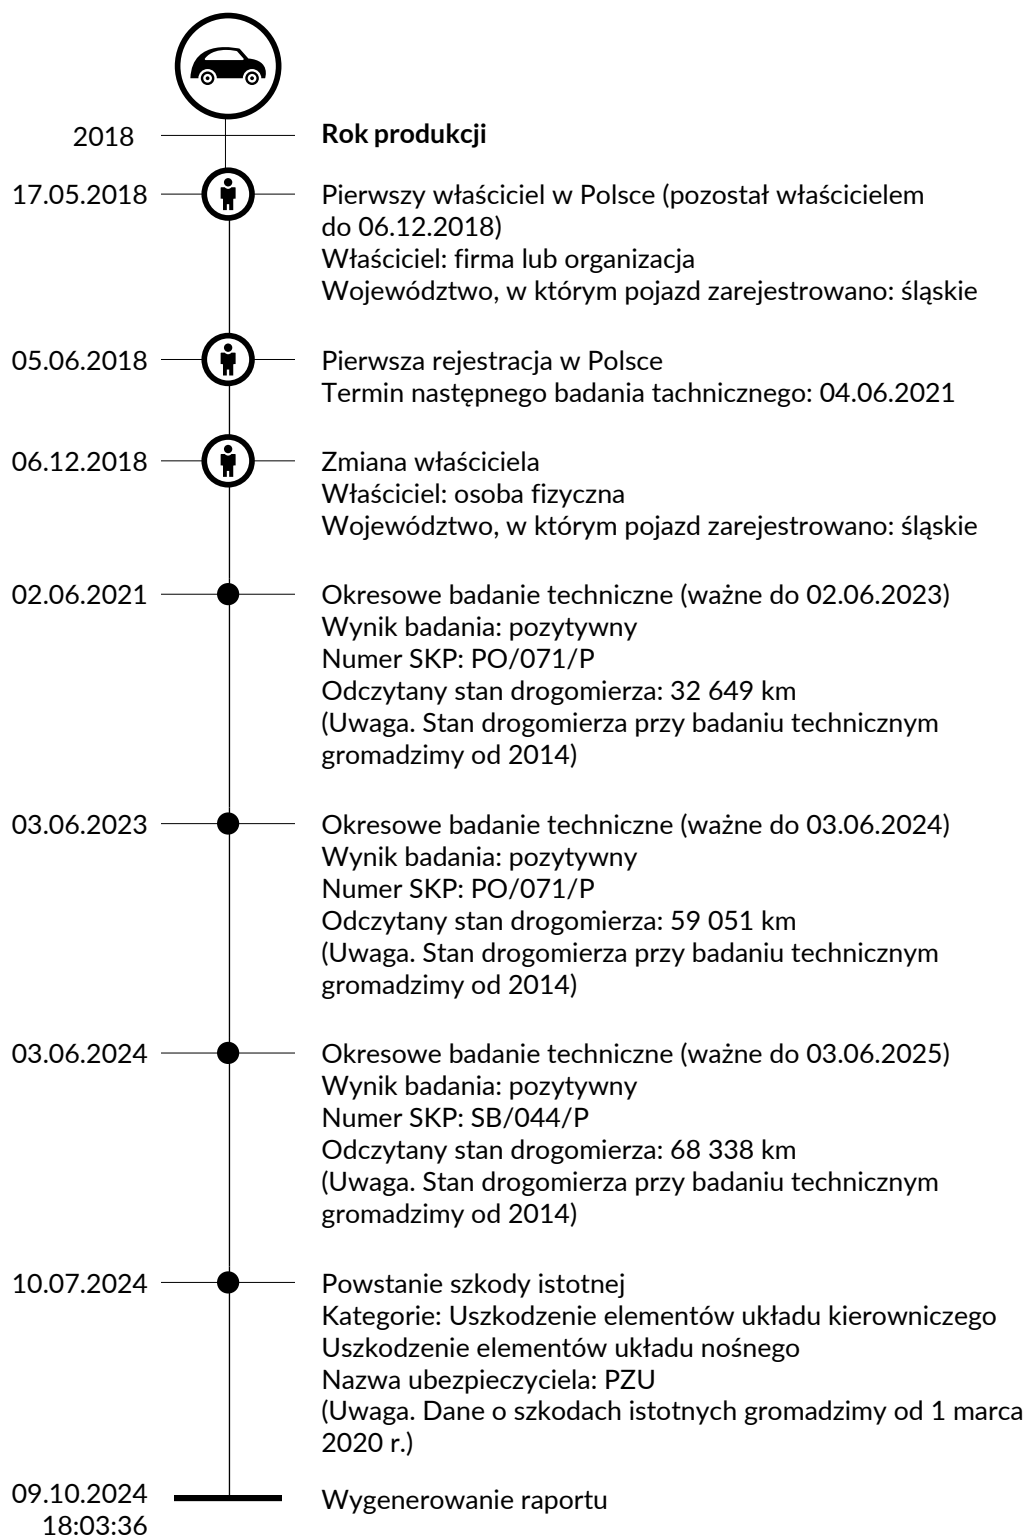 2018 Rok produkcji
17.05.2018 Pierwszy właściciel w Polsce (pozostał właścicielem
do 06.12.2018)
Właściciel: firma lub organizacja
Województwo, w którym pojazd zarejestrowano: śląskie
05.06.2018 Pierwsza rejestracja w Polsce
Termin następnego badania tachnicznego: 04.06.2021
06.12.2018 Zmiana właściciela
Właściciel: osoba fizyczna
Województwo, w którym pojazd zarejestrowano: śląskie
02.06.2021 Okresowe badanie techniczne (ważne do 02.06.2023)
Wynik badania: pozytywny
Numer SKP: PO/071/P
Odczytany stan drogomierza: 32 649 km
(Uwaga. Stan drogomierza przy badaniu technicznym
gromadzimy od 2014)
03.06.2023 Okresowe badanie techniczne (ważne do 03.06.2024)
Wynik badania: pozytywny
Numer SKP: PO/071/P
Odczytany stan drogomierza: 59 051 km
(Uwaga. Stan drogomierza przy badaniu technicznym
gromadzimy od 2014)
03.06.2024 Okresowe badanie techniczne (ważne do 03.06.2025)
Wynik badania: pozytywny
Numer SKP: SB/044/P
Odczytany stan drogomierza: 68 338 km
(Uwaga. Stan drogomierza przy badaniu technicznym
gromadzimy od 2014)
10.07.2024 Powstanie szkody istotnej
Kategorie: Uszkodzenie elementów układu kierowniczego
Uszkodzenie elementów układu nośnego
Nazwa ubezpieczyciela: PZU
(Uwaga. Dane o szkodach istotnych gromadzimy od 1 marca
2020 r.)
09.10.2024 Wygenerowanie raportu
18:03:36